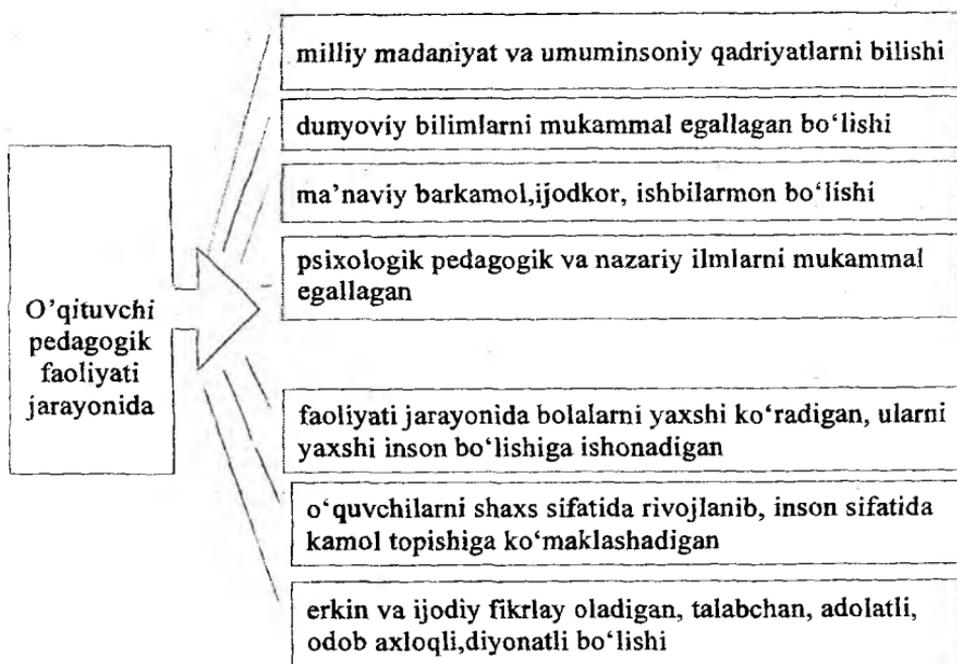 milliy madaniyat va umuminsoniy qadriyatlarni bilishi
dunyoviy bilimlarni mukammal egallagan bo‘lishi
ma’naviy barkamol,ijodkor, ishbilarmon bo‘lishi
psixologik pedagogik va nazariy ilmlarni mukammal
egallagan
O’qituvchi
pedagogik
faoliyati
jarayonida
faoliyati jarayonida bolalarni yaxshi ko‘radigan, ularni
yaxshi inson bo‘lishiga ishonadigan
o‘quvchilarni shaxs sifatida rivojlanib, inson sifatida
kamol topishiga ko‘maklashadigan
erkin va ijodiy fikrlay oladigan, talabchan, adolatli,
odob axloqli,diyonatli bo‘lishi